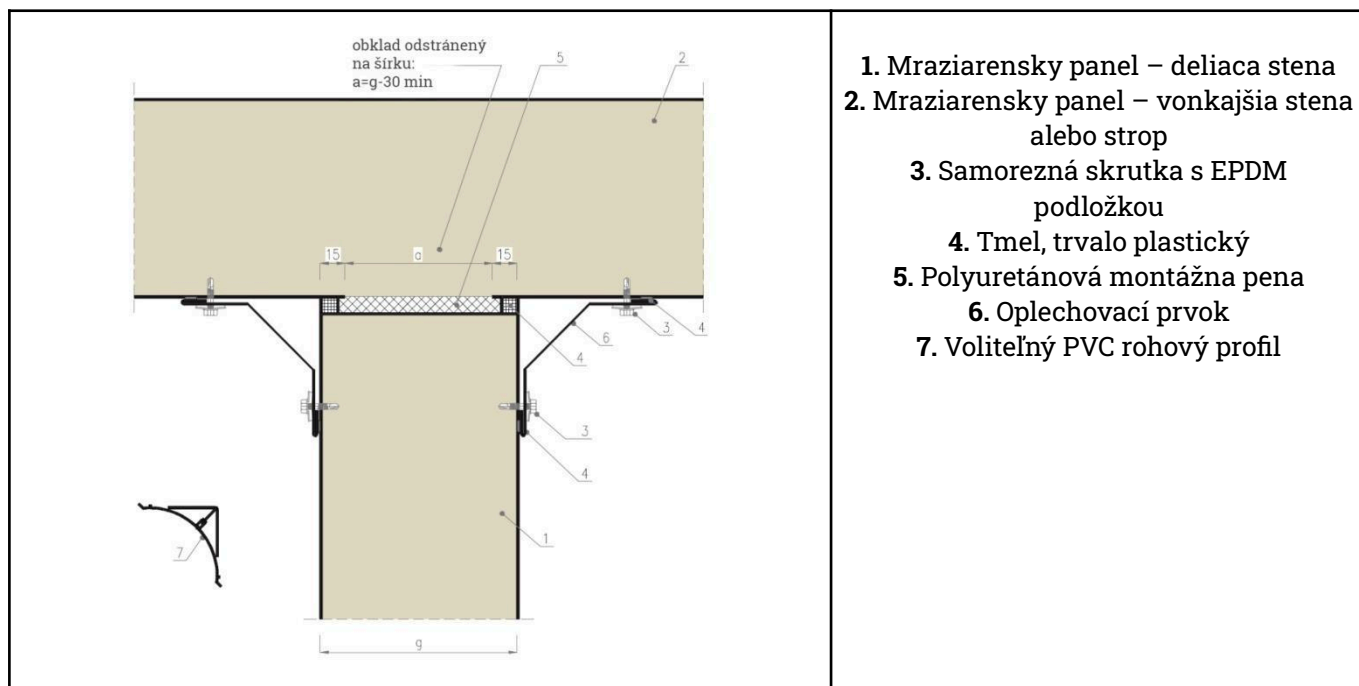 obklad odstránený
na šírku:
a=g-30 min
5
2
15
a
15
3
4
6
4
3
4
1
7
g
1. Mraziarensky panel – deliaca stena
2. Mraziarensky panel – vonkajšia stena
alebo strop
3. Samorezná skrutka s EPDM
podložkou
4. Tmel, trvalo plastický
5. Polyuretánová montážna pena
6. Oplechovací prvok
7. Voliteľný PVC rohový profil